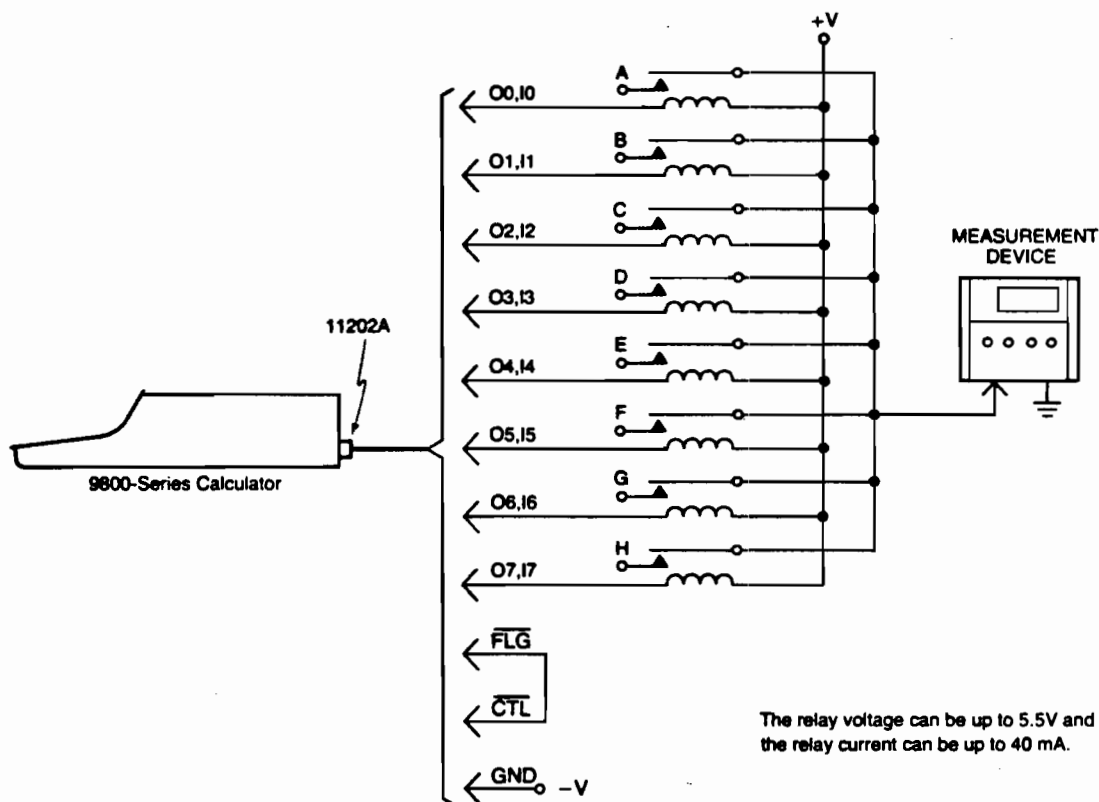 +V
A
O0,I0
B
O1,I1
C
O2,I2
MEASUREMENT
DEVICE
D
O3,I3
11202A
E
O4,I4
F
O5,I5
9800-Series Calculator
G
O6,I6
H
O7,I7
FLG
CTL
The relay voltage can be up to 5.5V and
the relay current can be up to 40 mA.
GND
-V